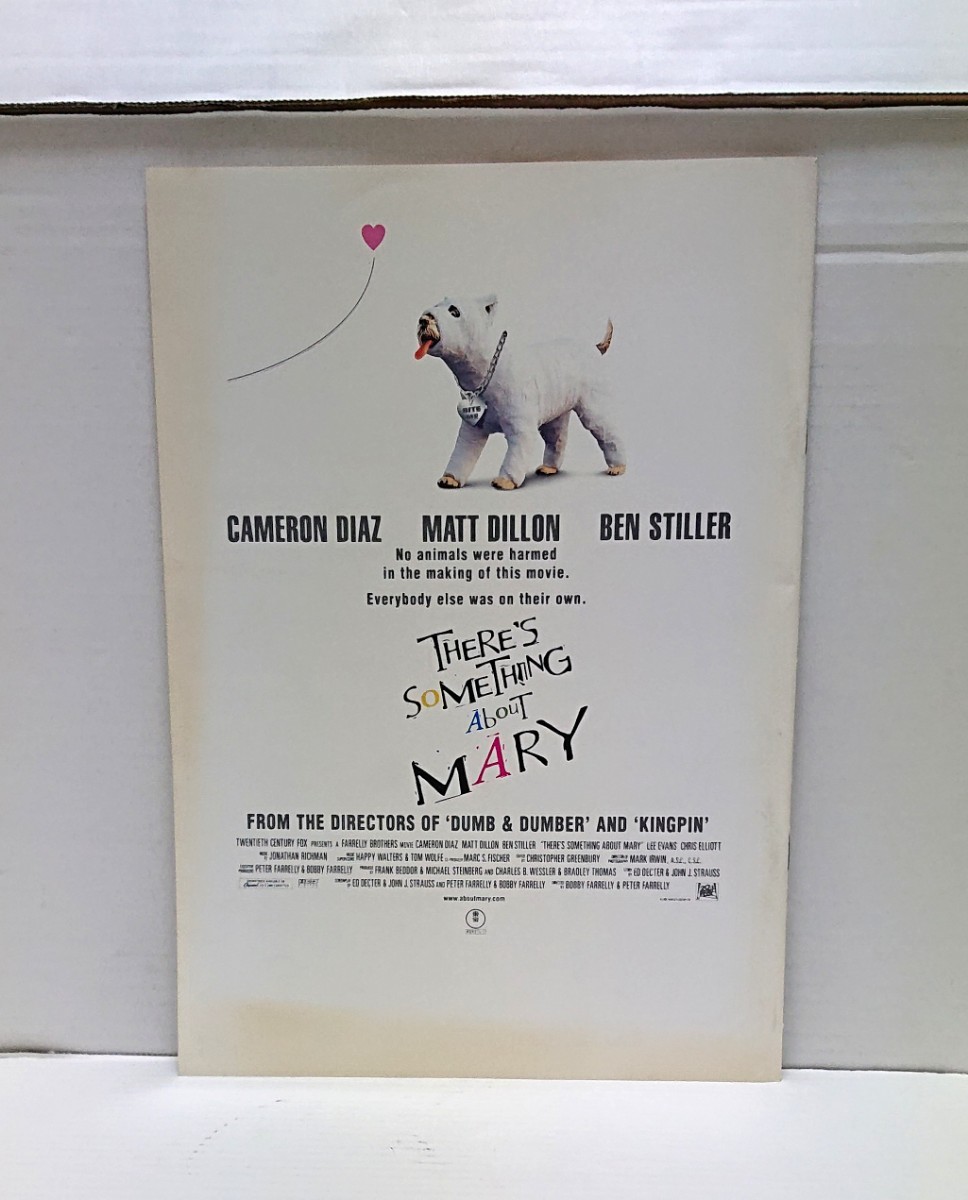 BITE ME
CAMERON DIAZ MATT DILLON BEN STILLER
No animals were harmed
in the making of this movie.
Everybody else was on their own.
THERE'S
SOMETHING
About
MARY
FROM THE DIRECTORS OF 'DUMB & DUMBER' AND 'KINGPIN'
TWENTIETH CENTURY FOX PRESENTS A FARRELLY BROTHERS MOVIE CAMERON DIAZ MATT DILLON BEN STILLER "THERE'S SOMETHING ABOUT MARY" LEE EVANS CHRIS ELLIOTT
JONATHAN RICHMAN HAPPY WALTERS & TOM WOLFE MARC S. FISCHER CHRISTOPHER GREENBURY MARK IRWIN, A.S.C., C.S.C.
PETER FARRELLY & BOBBY FARRELLY FRANK BEDDOR & MICHAEL STEINBERG AND CHARLES B. WESSLER & BRADLEY THOMAS ED DECTER & JOHN J. STRAUSS
ED DECTER & JOHN J. STRAUSS AND PETER FARRELLY & BOBBY FARRELLY BOBBY FARRELLY & PETER FARRELLY
www.aboutmary.com